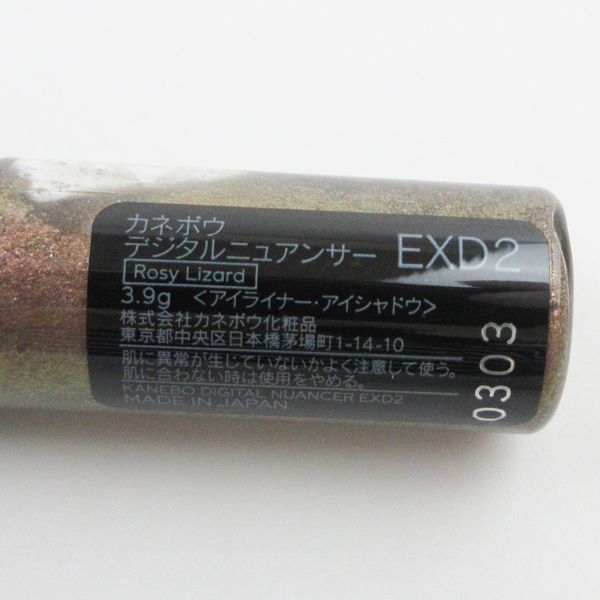 カネボウ
デジタルニュアンサー EXD2
Rosy Lizard
3.9g <アイライナー・アイシャドウ>
株式会社カネボウ化粧品
東京都中央区日本橋茅場町1-14-10
肌に異常が生じていないかよく注意して使う。
肌に合わない時は使用をやめる。
KANEBO DIGITAL NUANCER EXD2
MADE IN JAPAN
0303